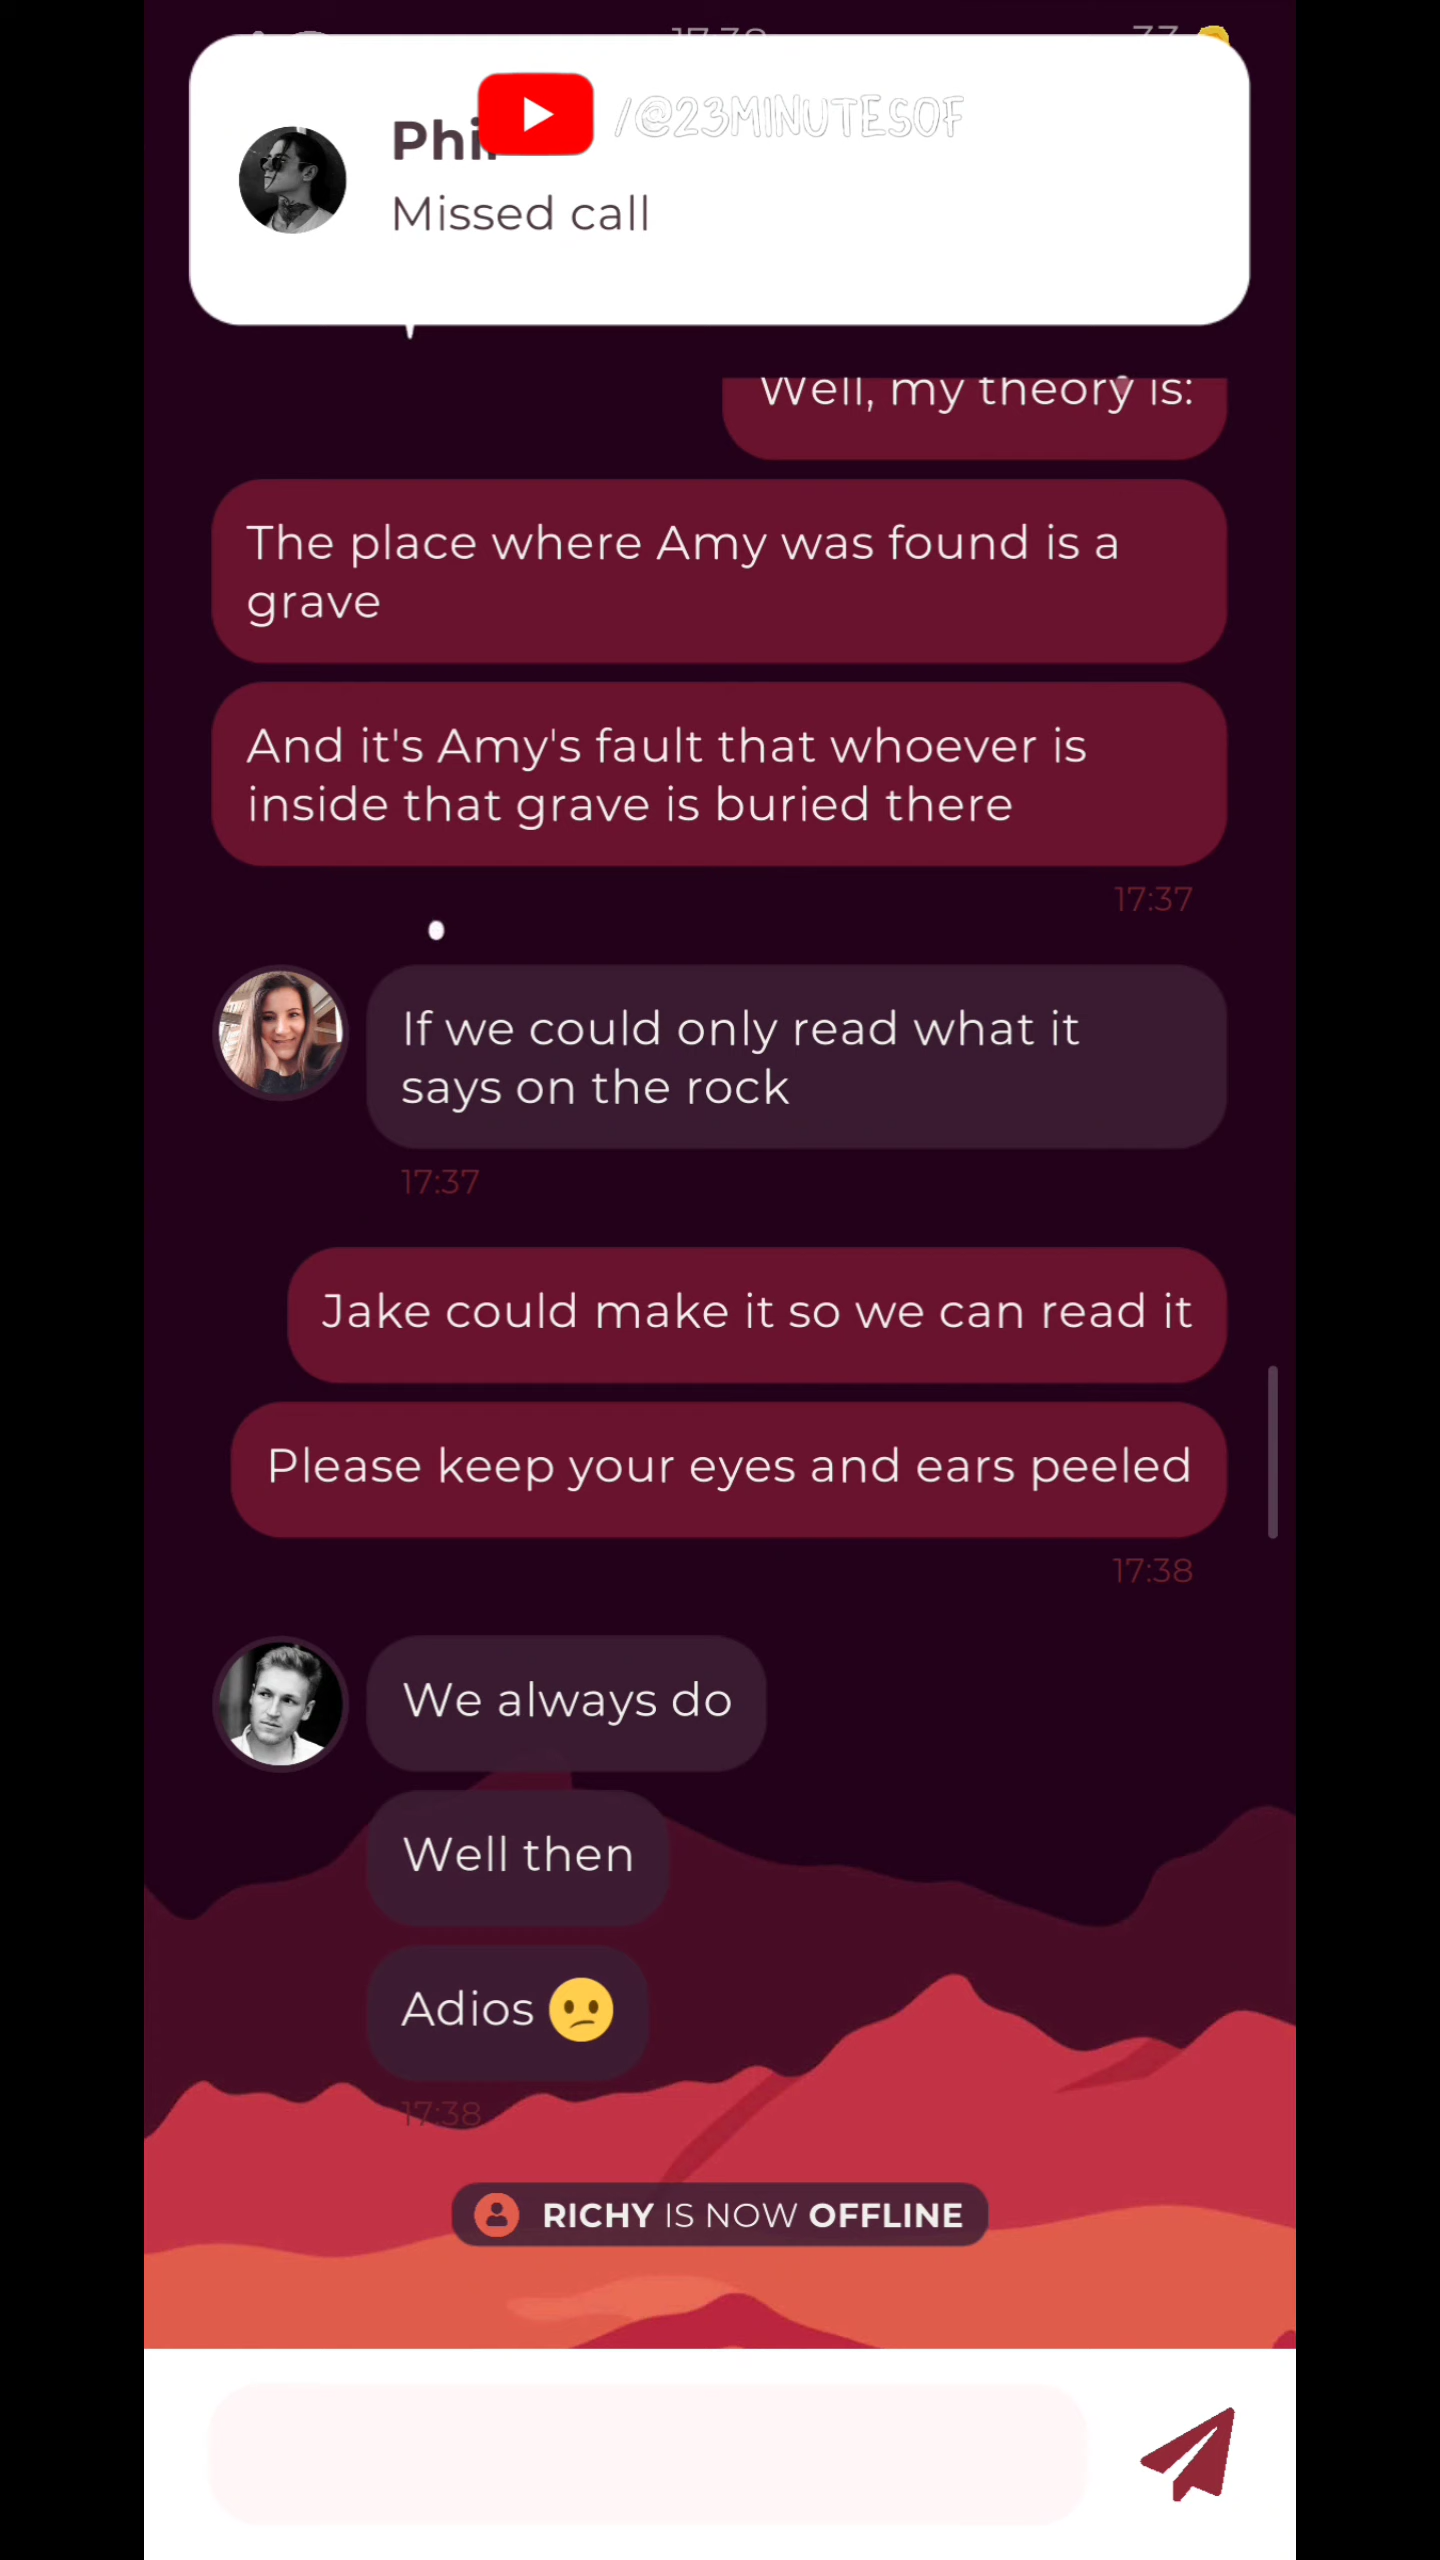 /@23MINUTESOF
Missed call
Well, my theory is:
The place where Amy was found is a
grave
And it's Amy's fault that whoever is
inside that grave is buried there
17:37
If we could only read what it
says on the rock
17:37
Jake could make it so we can read it
Please keep your eyes and ears peeled
17:38
We always do
Well then
Adios 😕
17:38
RICHY IS NOW OFFLINE